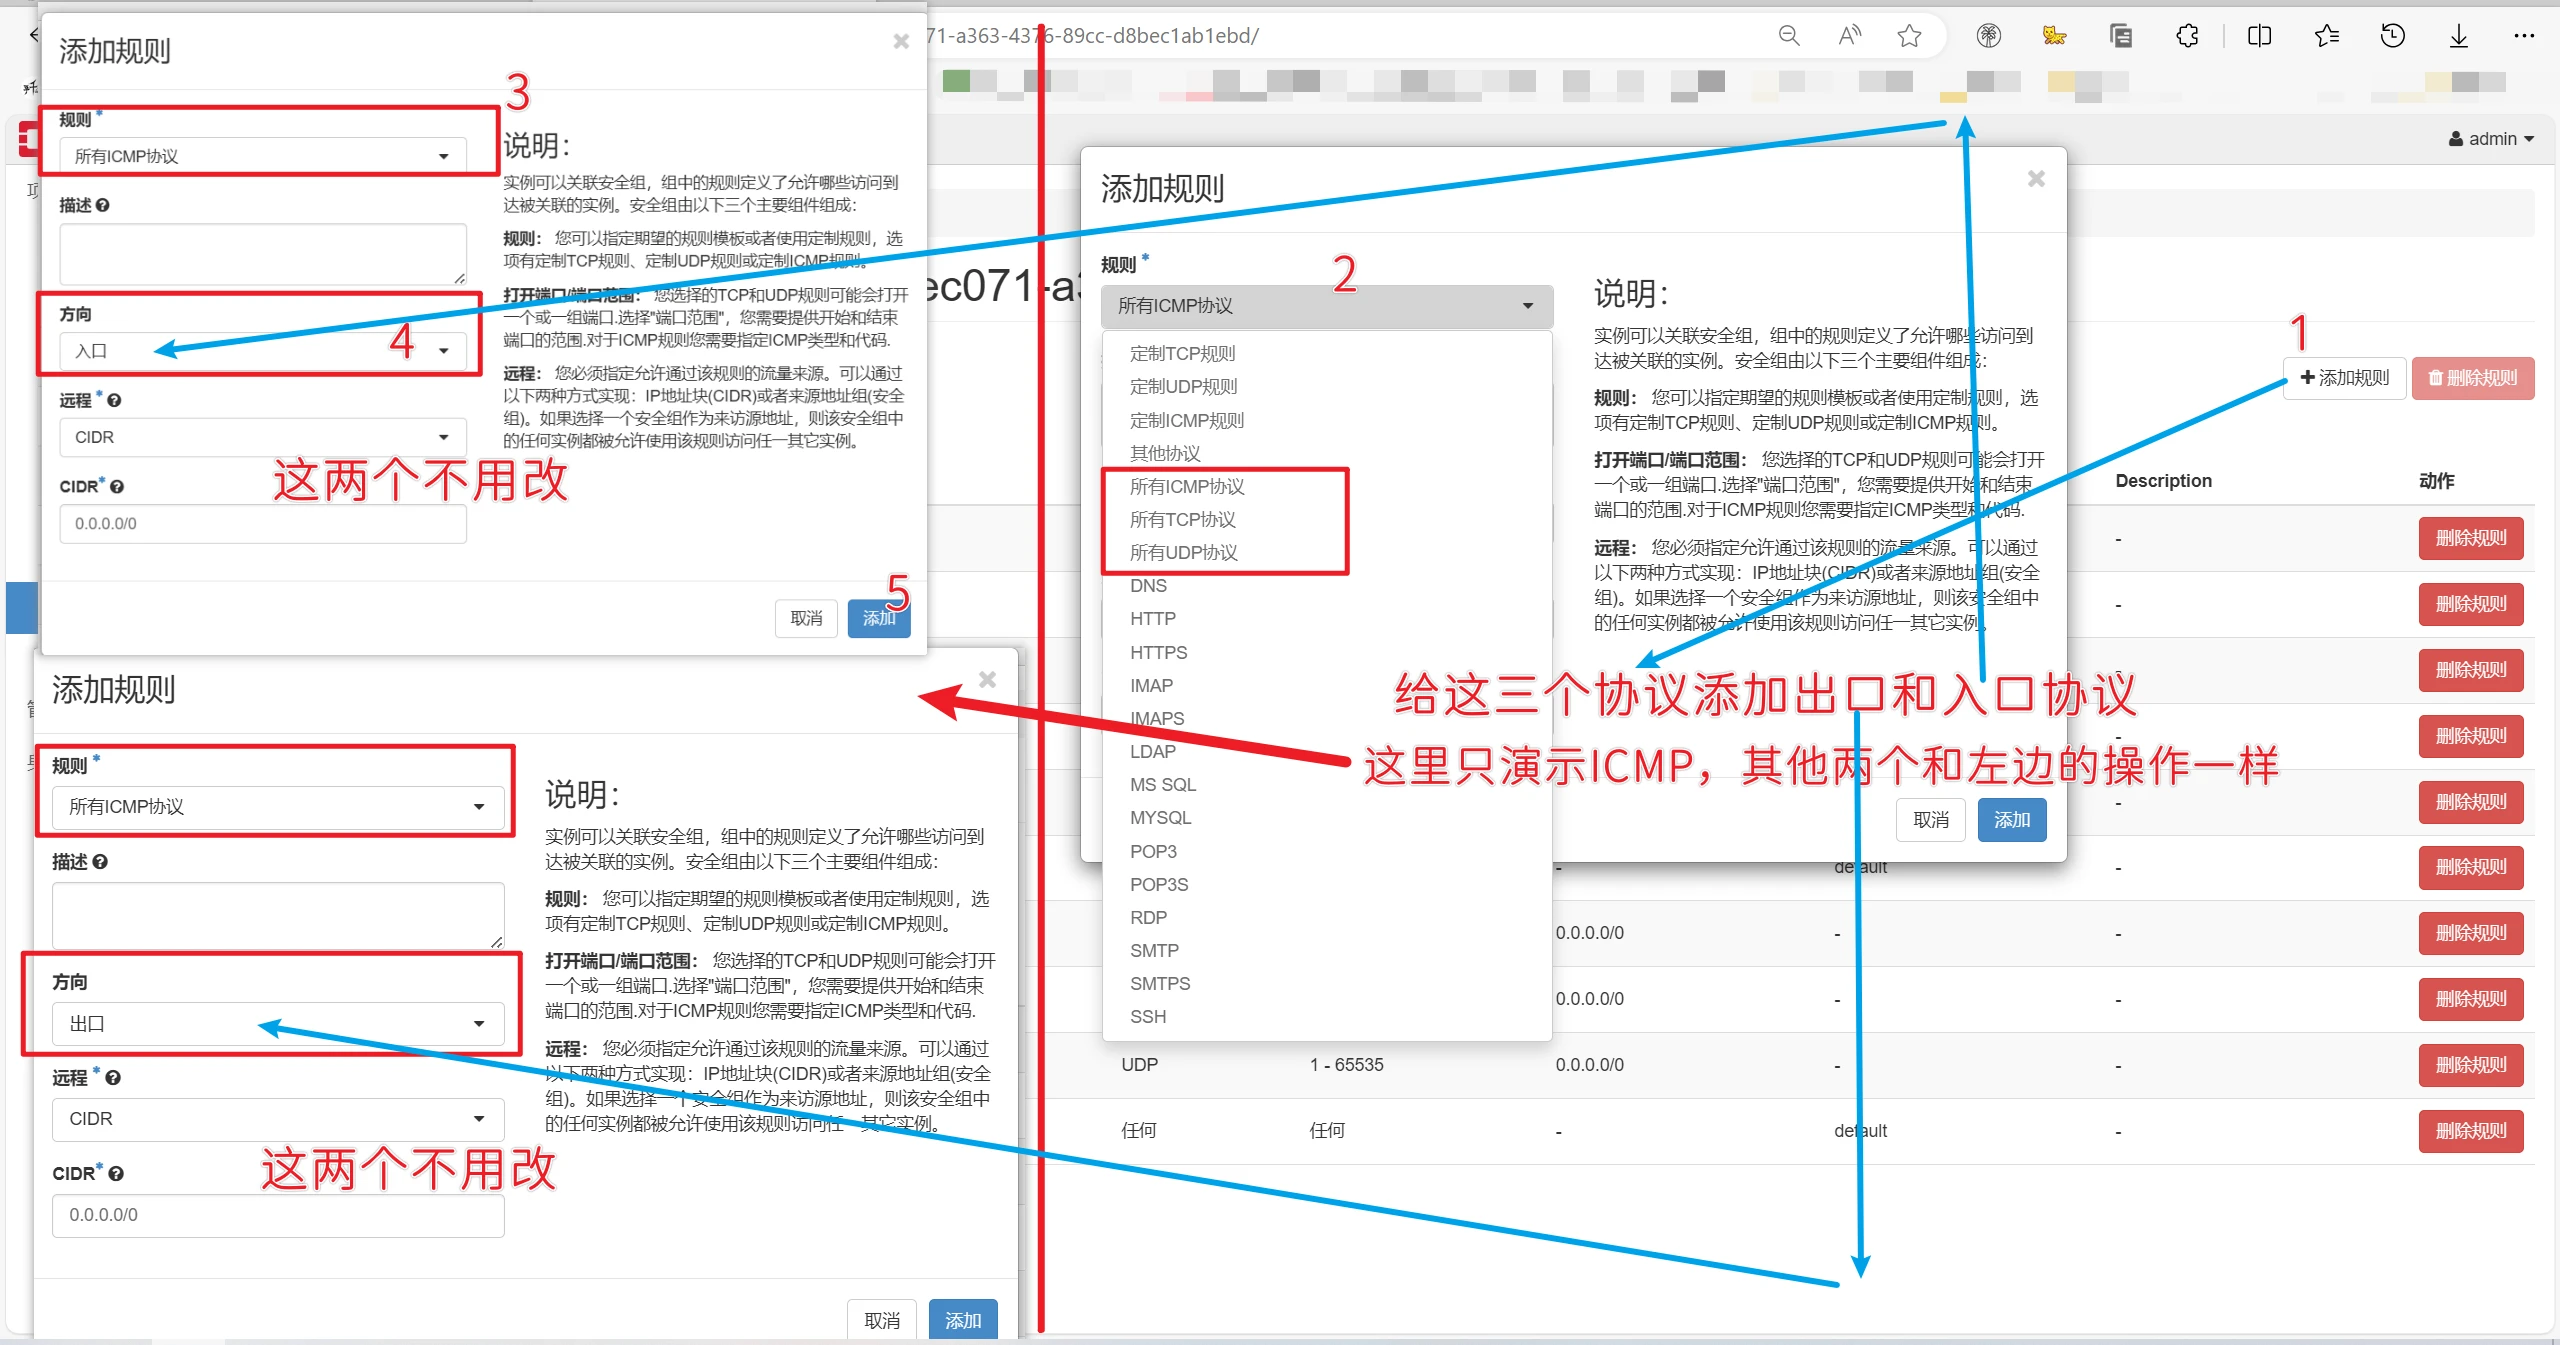 71-a363-4376-89cc-d8bec1ab1ebd/
admin
ec071-a3
1
添加规则
删除规则
Description
动作
-
删除规则
-
删除规则
-
删除规则
-
删除规则
-
删除规则
-
default
-
删除规则
0.0.0.0/0
-
-
删除规则
0.0.0.0/0
-
-
删除规则
UDP
1 - 65535
0.0.0.0/0
-
-
删除规则
任何
任何
-
default
-
删除规则
添加规则
3
规则 *
所有ICMP协议
描述
方向
入口
4
远程 *
CIDR
CIDR*
0.0.0.0/0
这两个不用改
说明：
实例可以关联安全组，组中的规则定义了允许哪些访问到
达被关联的实例。安全组由以下三个主要组件组成：
规则： 您可以指定期望的规则模板或者使用定制规则，选
项有定制TCP规则、定制UDP规则或定制ICMP规则。
打开端口/端口范围： 您选择的TCP和UDP规则可能会打开
一个或一组端口.选择"端口范围"，您需要提供开始和结束
端口的范围.对于ICMP规则您需要指定ICMP类型和代码.
远程： 您必须指定允许通过该规则的流量来源。可以通过
以下两种方式实现：IP地址块(CIDR)或者来源地址组(安全
组)。如果选择一个安全组作为来访源地址，则该安全组中
的任何实例都被允许使用该规则访问任一其它实例。
5
取消
添加
添加规则
规则 *
所有ICMP协议
描述
方向
出口
远程 *
CIDR
CIDR*
0.0.0.0/0
这两个不用改
说明：
实例可以关联安全组，组中的规则定义了允许哪些访问到
达被关联的实例。安全组由以下三个主要组件组成：
规则： 您可以指定期望的规则模板或者使用定制规则，选
项有定制TCP规则、定制UDP规则或定制ICMP规则。
打开端口/端口范围： 您选择的TCP和UDP规则可能会打开
一个或一组端口.选择"端口范围"，您需要提供开始和结束
端口的范围.对于ICMP规则您需要指定ICMP类型和代码.
远程： 您必须指定允许通过该规则的流量来源。可以通过
以下两种方式实现：IP地址块(CIDR)或者来源地址组(安全
组)。如果选择一个安全组作为来访源地址，则该安全组中
的任何实例都被允许使用该规则访问任一其它实例。
取消
添加
添加规则
规则 *
2
所有ICMP协议
定制TCP规则
定制UDP规则
定制ICMP规则
其他协议
所有ICMP协议
所有TCP协议
所有UDP协议
DNS
HTTP
HTTPS
IMAP
IMAPS
LDAP
MS SQL
MYSQL
POP3
POP3S
RDP
SMTP
SMTPS
SSH
说明：
实例可以关联安全组，组中的规则定义了允许哪些访问到
达被关联的实例。安全组由以下三个主要组件组成：
规则： 您可以指定期望的规则模板或者使用定制规则，选
项有定制TCP规则、定制UDP规则或定制ICMP规则。
打开端口/端口范围： 您选择的TCP和UDP规则可能会打开
一个或一组端口.选择"端口范围"，您需要提供开始和结束
端口的范围.对于ICMP规则您需要指定ICMP类型和代码.
远程： 您必须指定允许通过该规则的流量来源。可以通过
以下两种方式实现：IP地址块(CIDR)或者来源地址组(安全
组)。如果选择一个安全组作为来访源地址，则该安全组中
的任何实例都被允许使用该规则访问任一其它实例。
给这三个协议添加出口和入口协议
这里只演示ICMP，其他两个和左边的操作一样
取消
添加